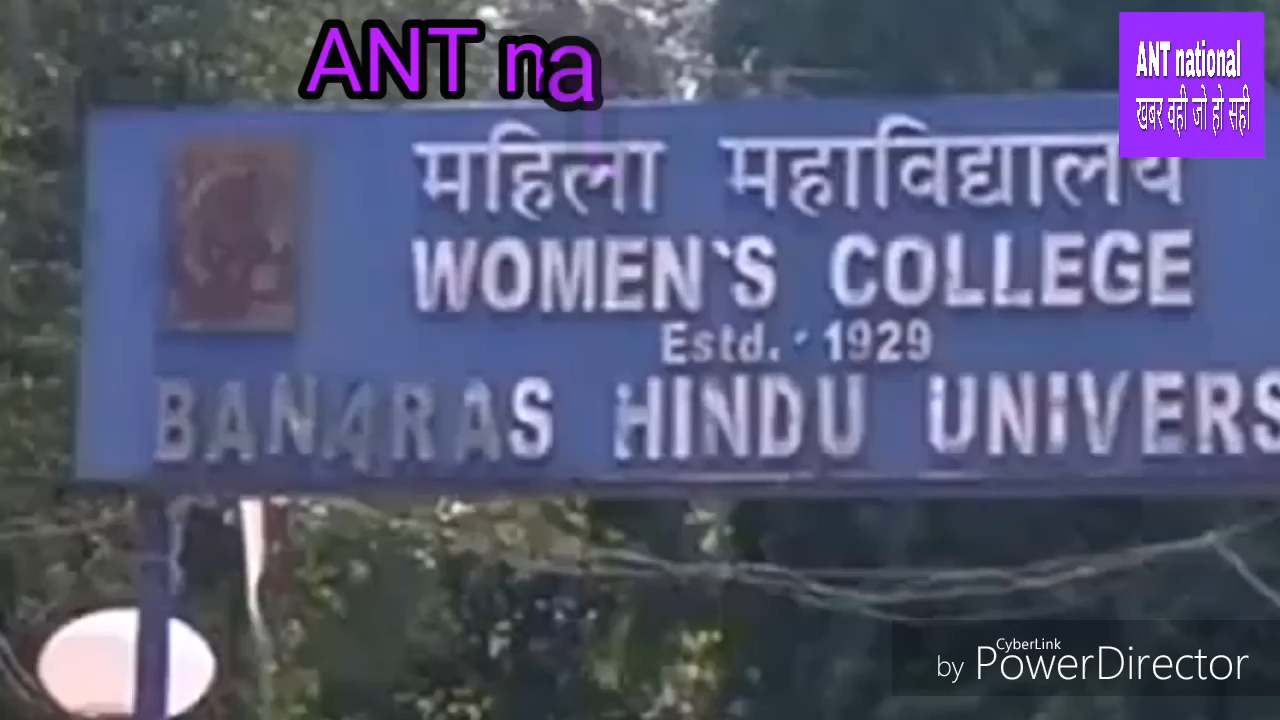 ANT na
ANT national
खबर वही जो हो सही
महिला महाविद्यालय
WOMEN'S COLLEGE
Estd. 1929
BANARAS HINDU UNIVERS
CyberLink
by PowerDirector